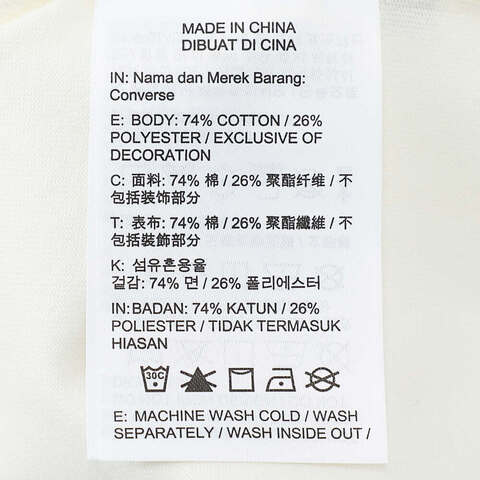 MADE IN CHINA
DIBUAT DI CINA
IN: Nama dan Merek Barang:
Converse
E: BODY: 74% COTTON / 26%
POLYESTER / EXCLUSIVE OF
DECORATION
C: 面料: 74% 棉 / 26% 聚酯纤维 / 不
包括装饰部分
T: 表布: 74% 棉 / 26% 聚酯纖維 / 不
包括裝飾部分
K: 섬유혼용율
겉감: 74% 면 / 26% 폴리에스터
IN: BADAN: 74% KATUN / 26%
POLIESTER / TIDAK TERMASUK
HIASAN
30C
E: MACHINE WASH COLD / WASH
SEPARATELY / WASH INSIDE OUT /